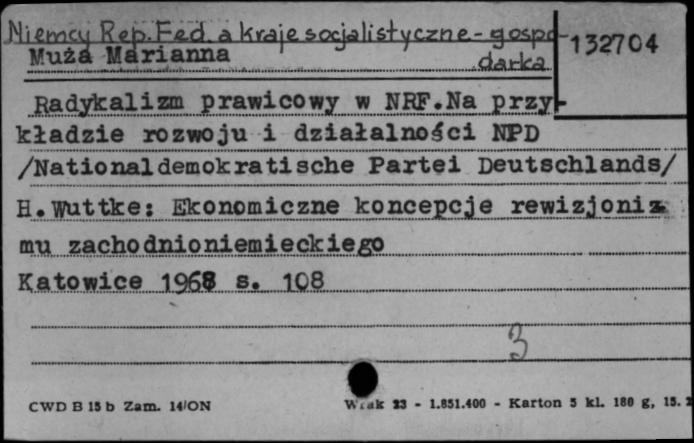 Niemcy Rep. Fed. a kraje socjalistyczne - gospo-
darka
132704
Muża Marianna
Radykalizm prawicowy w NRF.Na przy-
kładzie rozwoju i działalności NPD
/Nationaldemokratische Partei Deutschlands/
H.Wuttke: Ekonomiczne koncepcje rewizjoniz
mu zachodnioniemieckiego
Katowice 1968 s. 108
3
CWD B 15 b Zam. 14/ON
23 - 1.851.400 - Karton 5 kl. 180 g, 15.